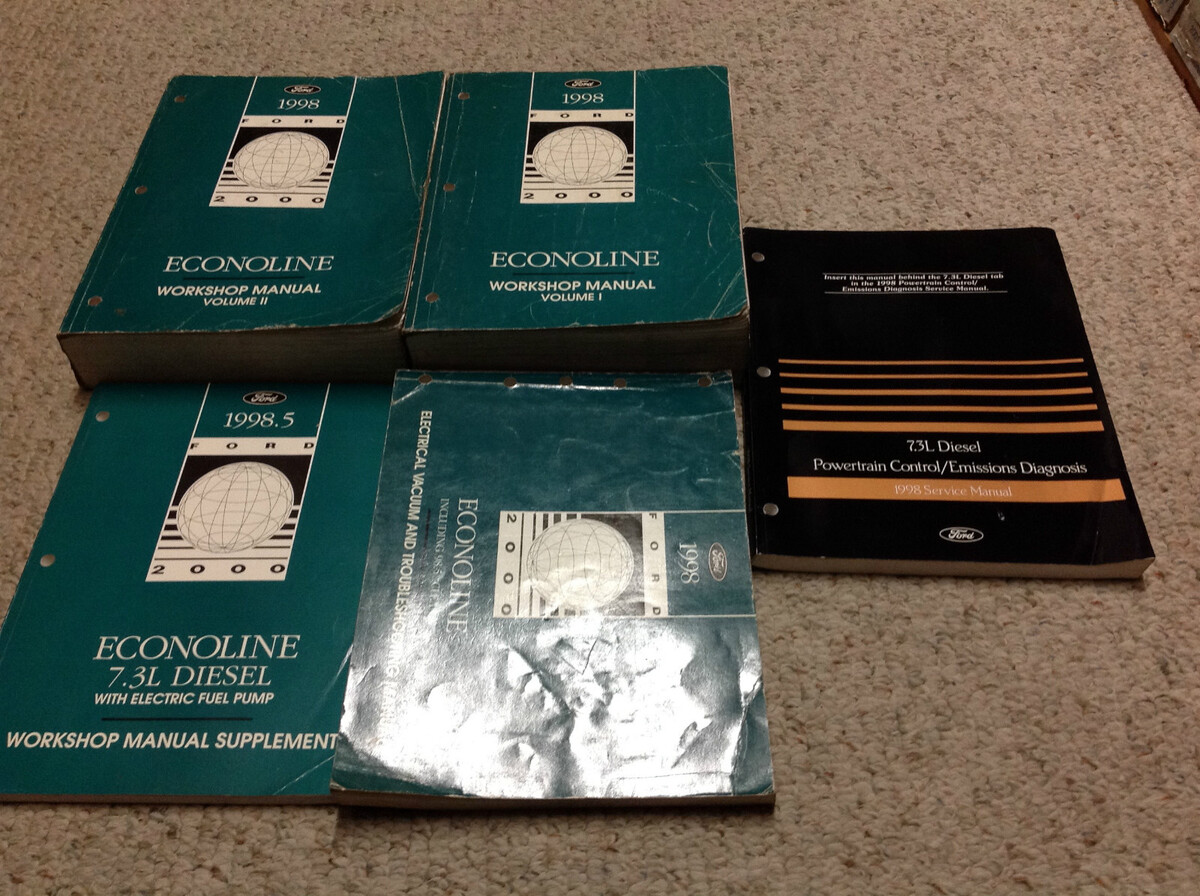 Ford
1998
FORD
2000
ECONOLINE
WORKSHOP MANUAL
VOLUME II
Ford
1998
FORD
2000
ECONOLINE
WORKSHOP MANUAL
VOLUME I
Insert this manual behind the 7.3L Diesel tab
in the 1998 Powertrain Control/
Emissions Diagnosis Service Manual.
7.3L Diesel
Powertrain Control/Emissions Diagnosis
1998 Service Manual
Ford
Ford
1998.5
FORD
2000
ECONOLINE
7.3L DIESEL
WITH ELECTRIC FUEL PUMP
WORKSHOP MANUAL SUPPLEMENT
Ford
1998
FORD
2000
ECONOLINE
INCLUDING
ELECTRICAL VACUUM AND TROUBLESHOOTING MANUAL